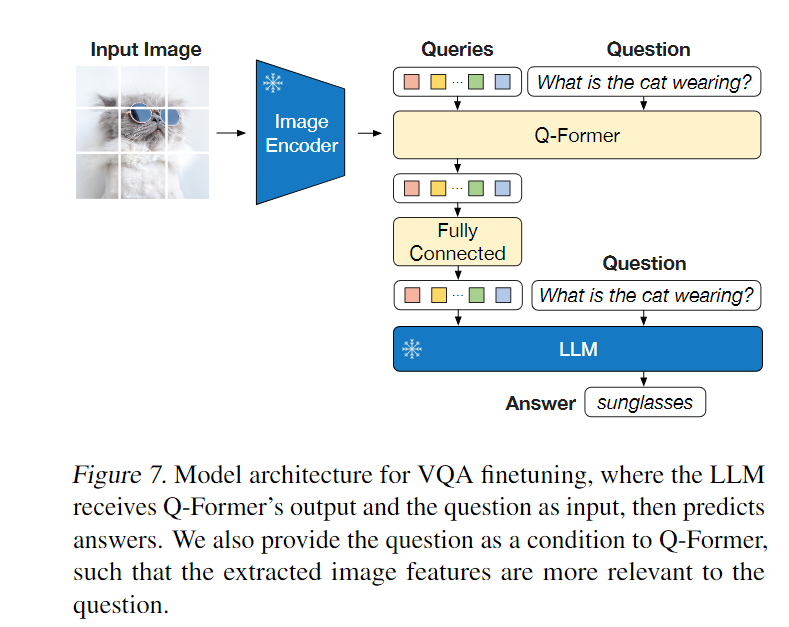 Input Image
Queries
Question
What is the cat wearing?
Image
Encoder
Q-Former
Fully
Connected
Question
What is the cat wearing?
LLM
Answer
sunglasses
Figure 7. Model architecture for VQA finetuning, where the LLM
receives Q-Former's output and the question as input, then predicts
answers. We also provide the question as a condition to Q-Former,
such that the extracted image features are more relevant to the
question.